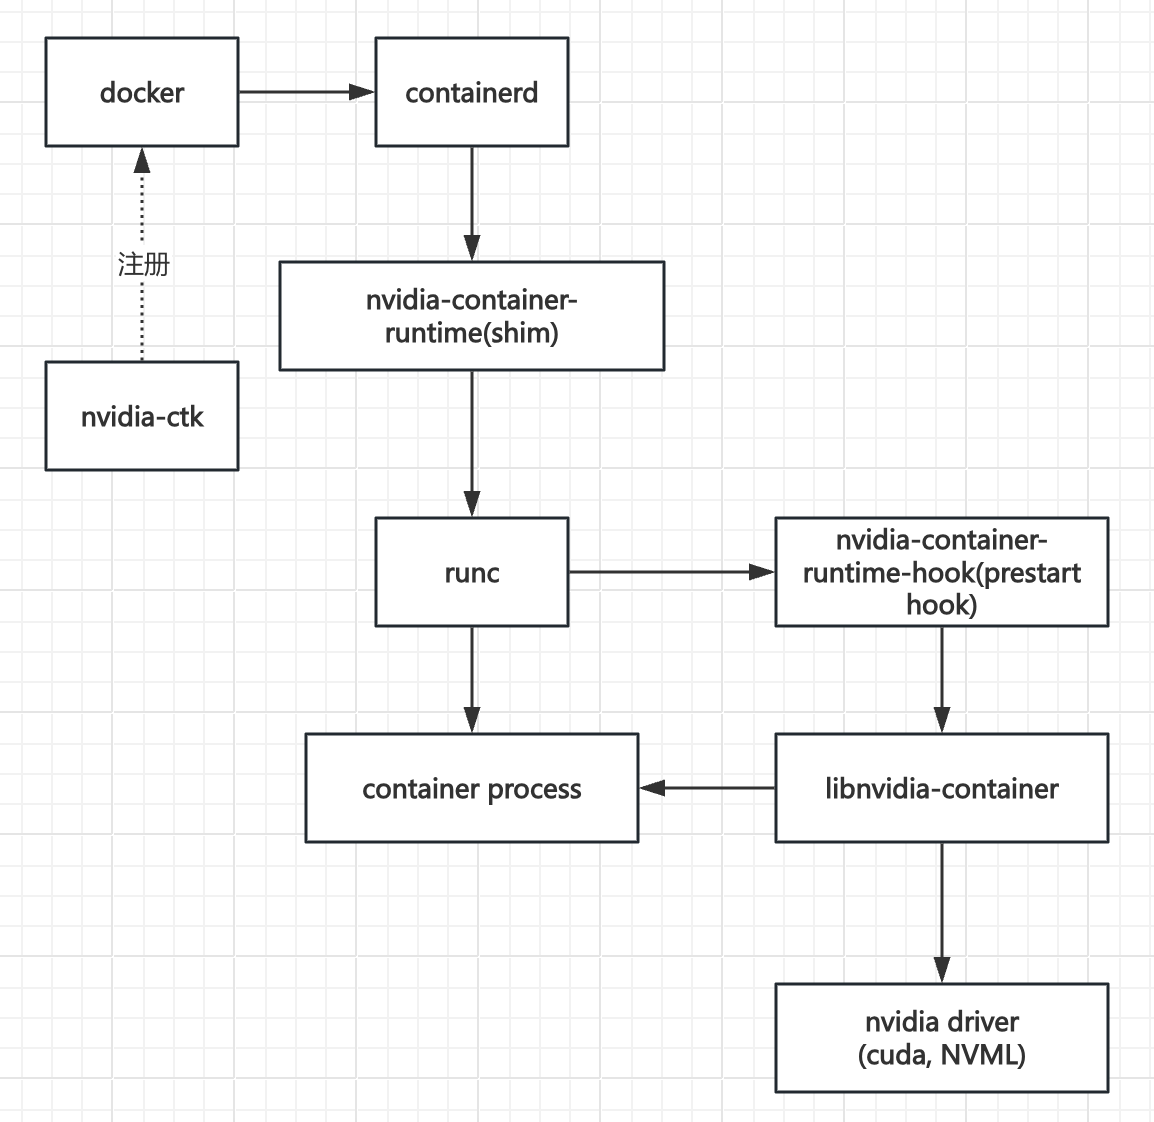 docker
containerd
注册
nvidia-container-
runtime(shim)
nvidia-ctk
runc
nvidia-container-
runtime-hook(prestart
hook)
container process
libnvidia-container
nvidia driver
(cuda, NVML)